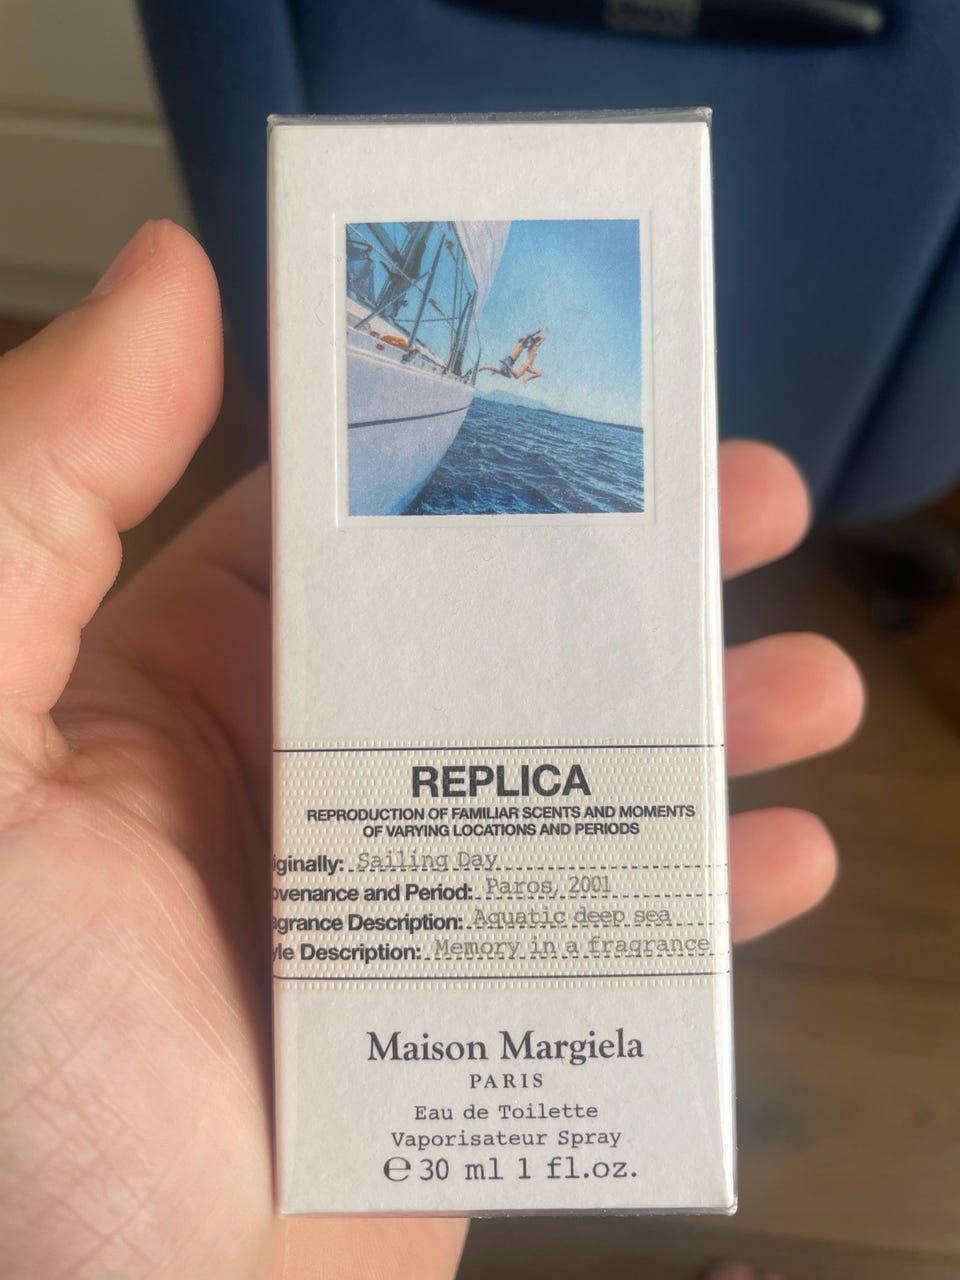 REPLICA
REPRODUCTION OF FAMILIAR SCENTS AND MOMENTS
OF VARYING LOCATIONS AND PERIODS
iginally: Sailing Day
ovenance and Period: Paros, 2001
agrance Description: Aquatic deep sea
yle Description: Memory in a fragrance
Maison Margiela
PARIS
Eau de Toilette
Vaporisateur Spray
℮ 30 ml 1 fl.oz.